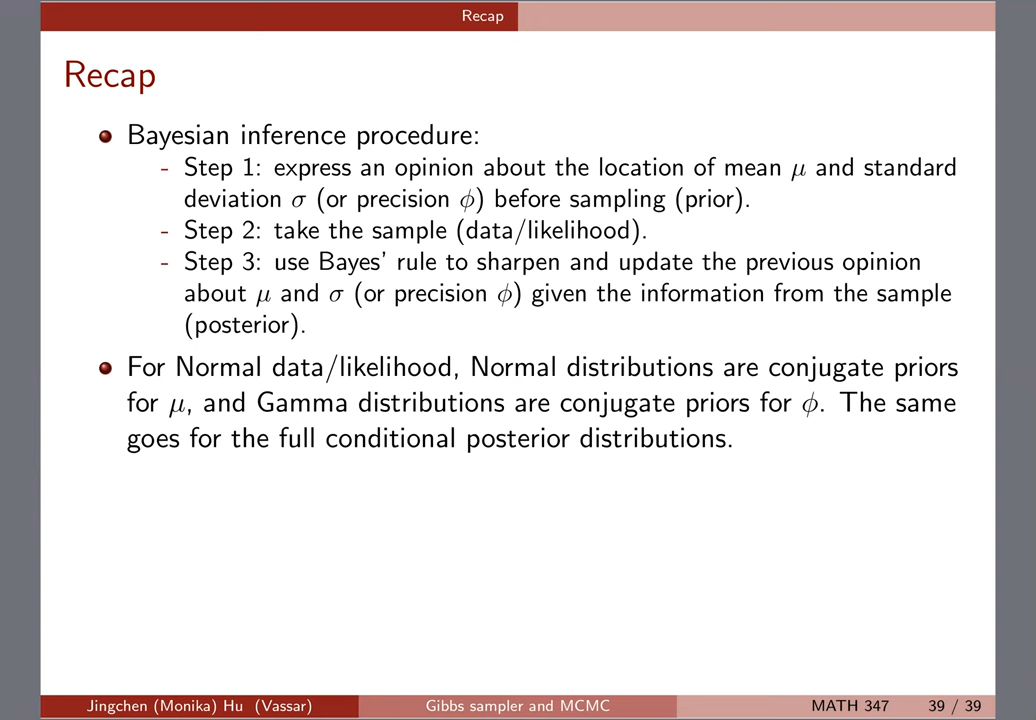 Recap
Recap
Bayesian inference procedure:
- Step 1: express an opinion about the location of mean μ and standard
deviation σ (or precision ϕ) before sampling (prior).
- Step 2: take the sample (data/likelihood).
- Step 3: use Bayes' rule to sharpen and update the previous opinion
about μ and σ (or precision ϕ) given the information from the sample
(posterior).
For Normal data/likelihood, Normal distributions are conjugate priors
for μ, and Gamma distributions are conjugate priors for ϕ. The same
goes for the full conditional posterior distributions.
Jingchen (Monika) Hu (Vassar) Gibbs sampler and MCMC MATH 347 39 / 39